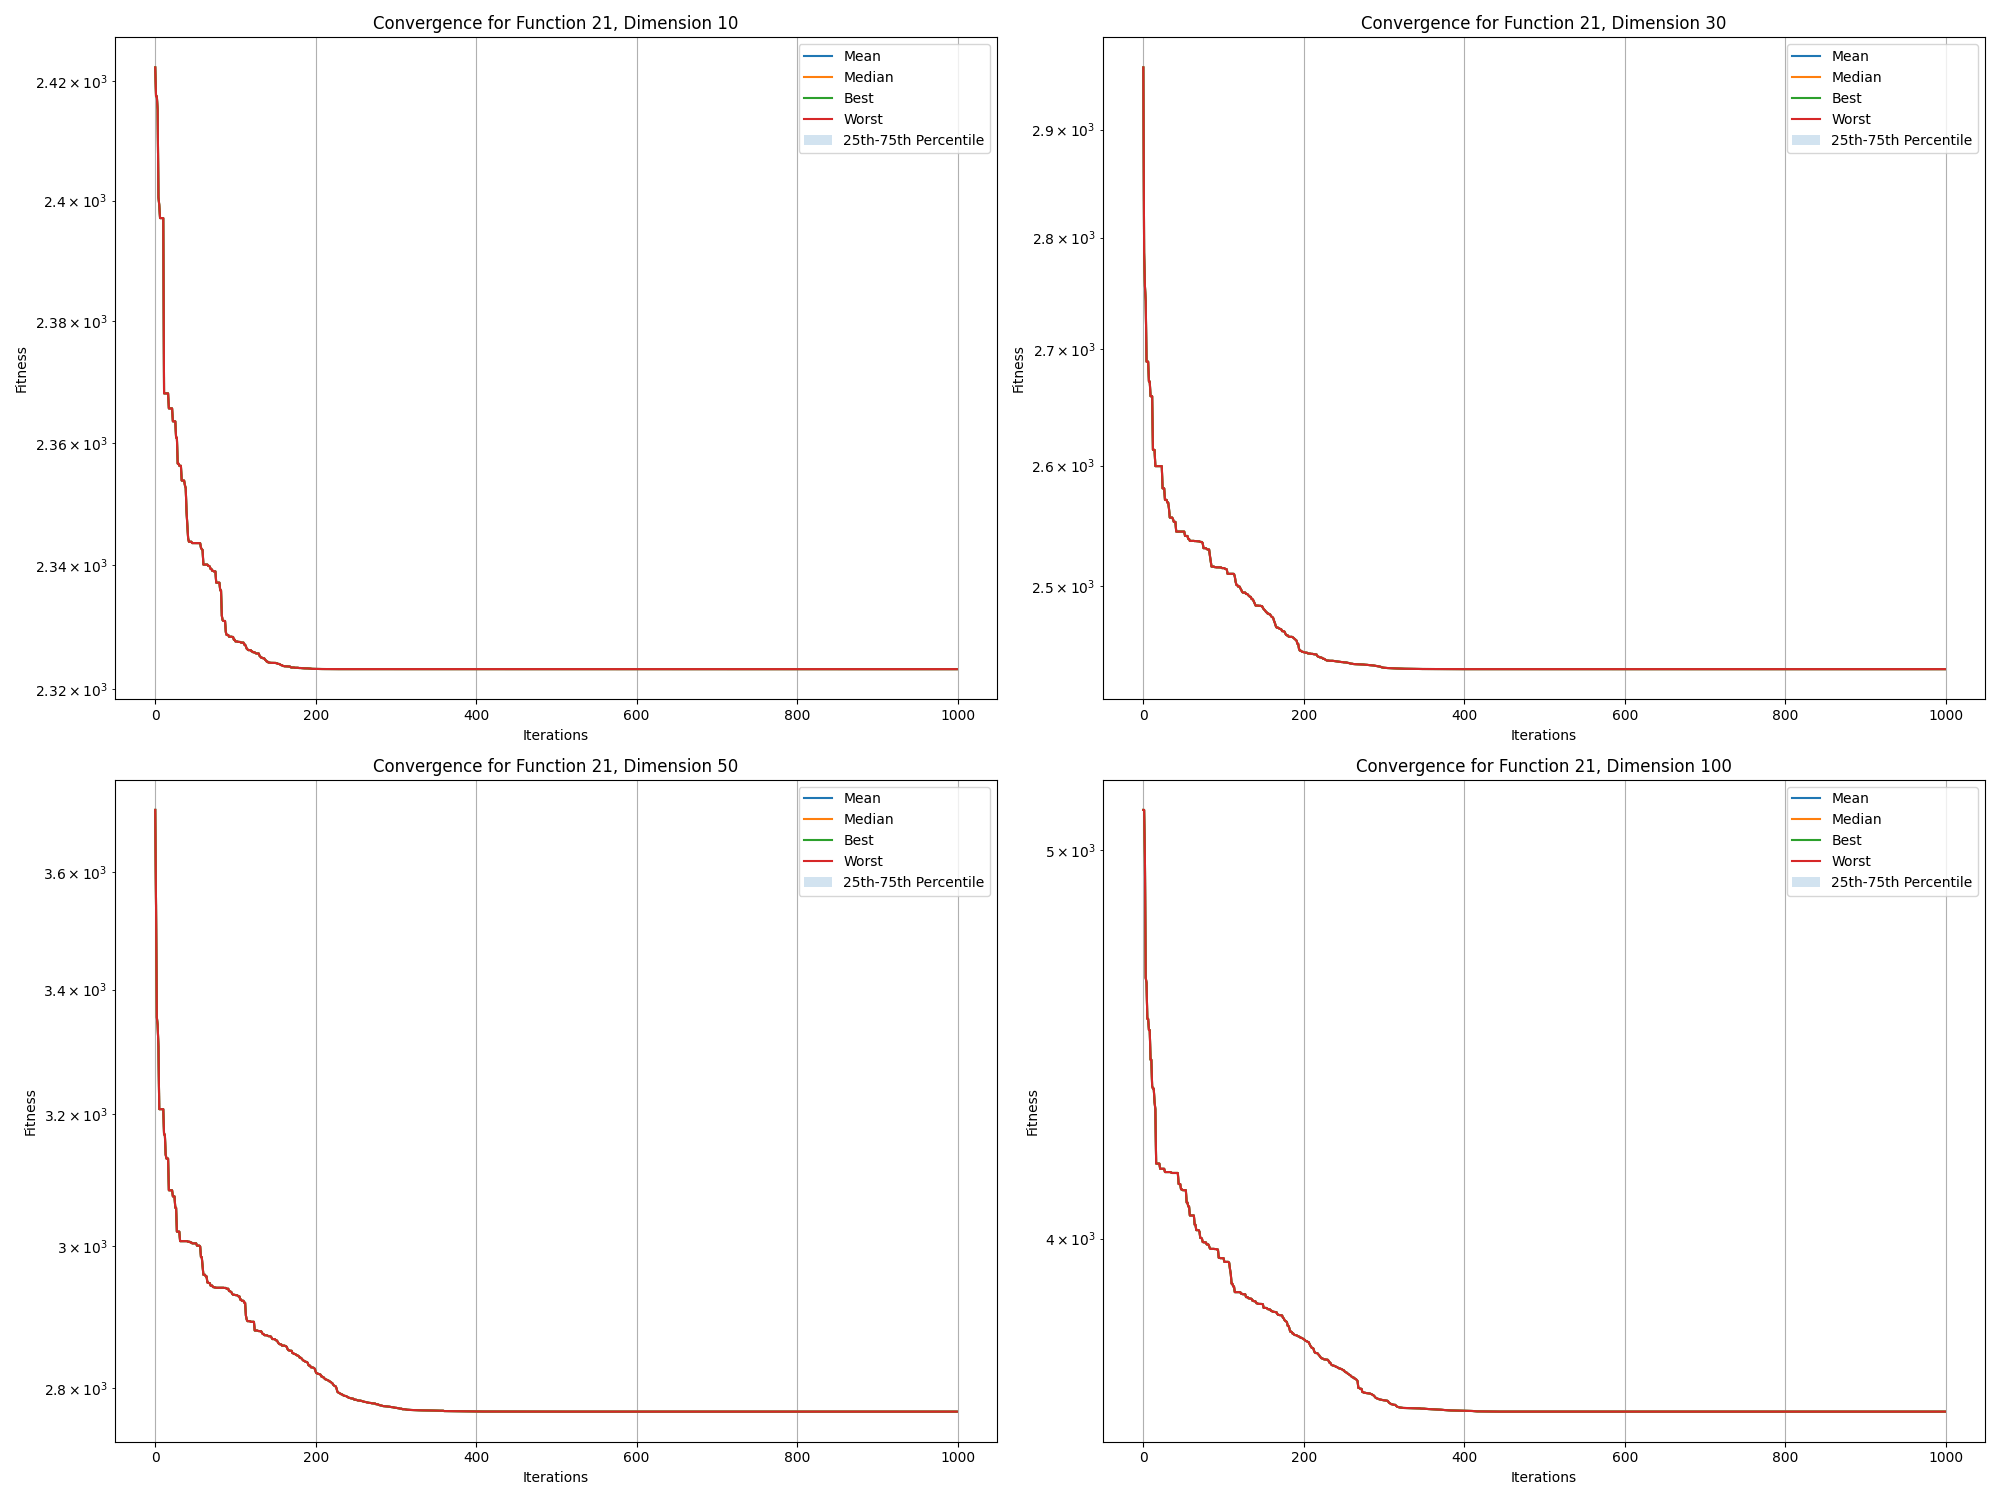 Convergence for Function 21, Dimension 10
Fitness
2.42 × 10³
2.4 × 10³
2.38 × 10³
2.36 × 10³
2.34 × 10³
2.32 × 10³
0 200 400 600 800 1000
Iterations
Mean
Median
Best
Worst
25th-75th Percentile
Convergence for Function 21, Dimension 30
Fitness
2.9 × 10³
2.8 × 10³
2.7 × 10³
2.6 × 10³
2.5 × 10³
0 200 400 600 800 1000
Iterations
Mean
Median
Best
Worst
25th-75th Percentile
Convergence for Function 21, Dimension 50
Fitness
3.6 × 10³
3.4 × 10³
3.2 × 10³
3 × 10³
2.8 × 10³
0 200 400 600 800 1000
Iterations
Mean
Median
Best
Worst
25th-75th Percentile
Convergence for Function 21, Dimension 100
Fitness
5 × 10³
4 × 10³
0 200 400 600 800 1000
Iterations
Mean
Median
Best
Worst
25th-75th Percentile